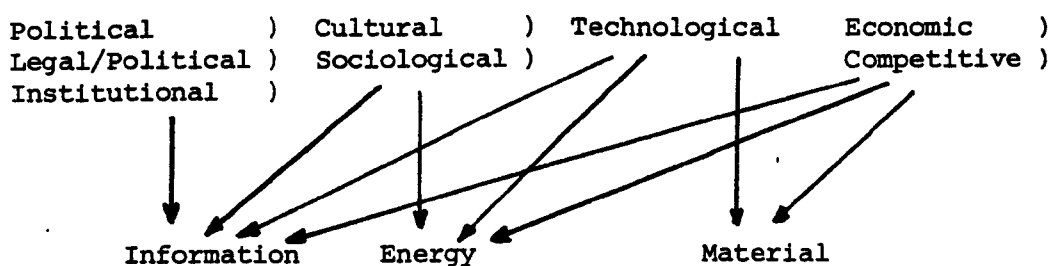 Political ) Cultural ) Technological Economic )
Legal/Political ) Sociological ) Competitive )
Institutional )
Information Energy Material